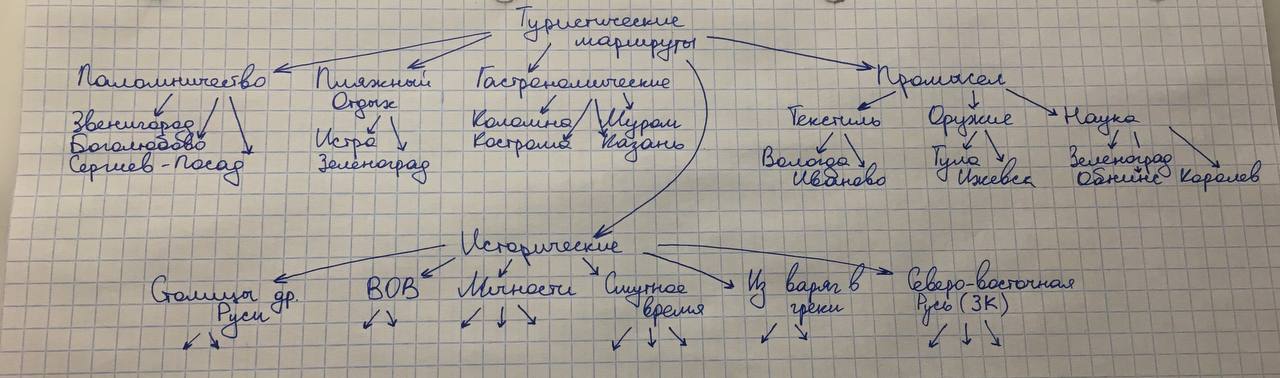 Туристические
маршруты
Паломничество
Звенигород
Боголюбово
Сергиев-Посад
Пляжный
Отдых
Истра
Зеленоград
Гастрономические
Коломна Муром
Кострома Казань
Промысел
Текстиль Оружие Наука
Вологда Тула Зеленоград
Иваново Ижевск Обнинс Королев
Исторические
Столицы др.
Руси
ВОВ
Личности
Смутное
время
Из варяг в
греки
Северо-восточная
Русь (ЗК)